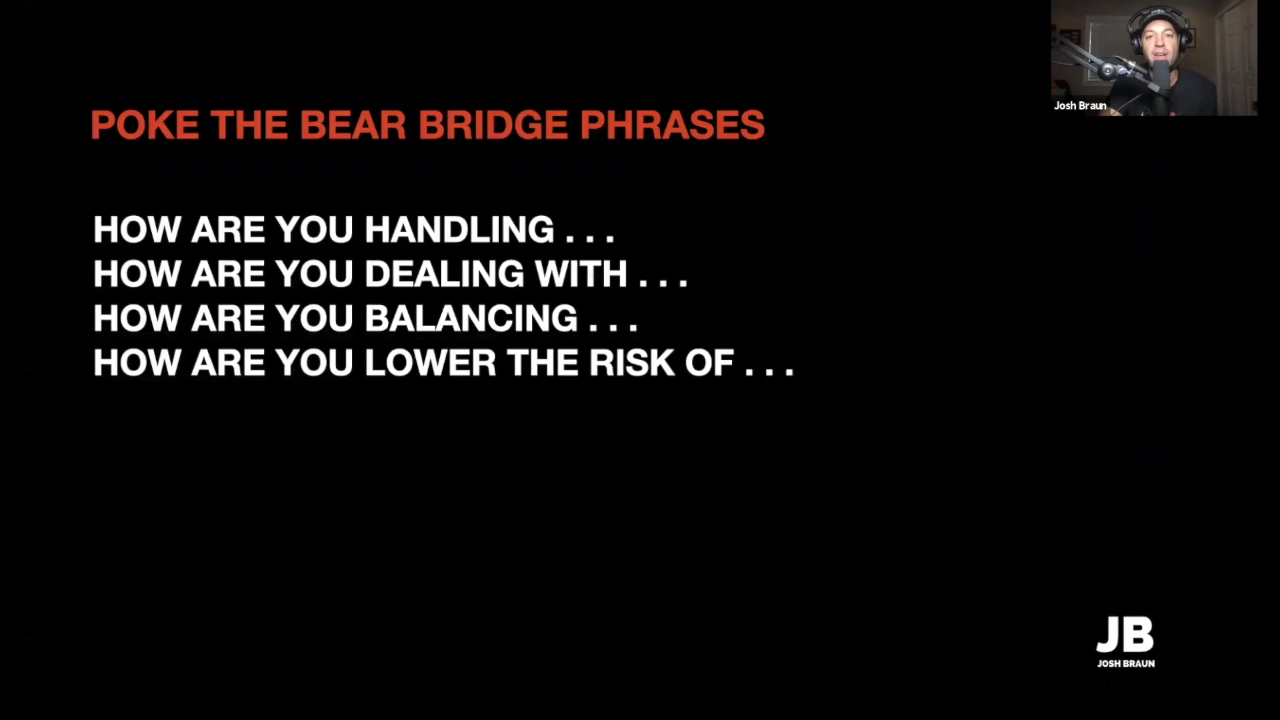 Josh Braun
POKE THE BEAR BRIDGE PHRASES
HOW ARE YOU HANDLING . . .
HOW ARE YOU DEALING WITH . . .
HOW ARE YOU BALANCING . . .
HOW ARE YOU LOWER THE RISK OF . . .
JB
JOSH BRAUN